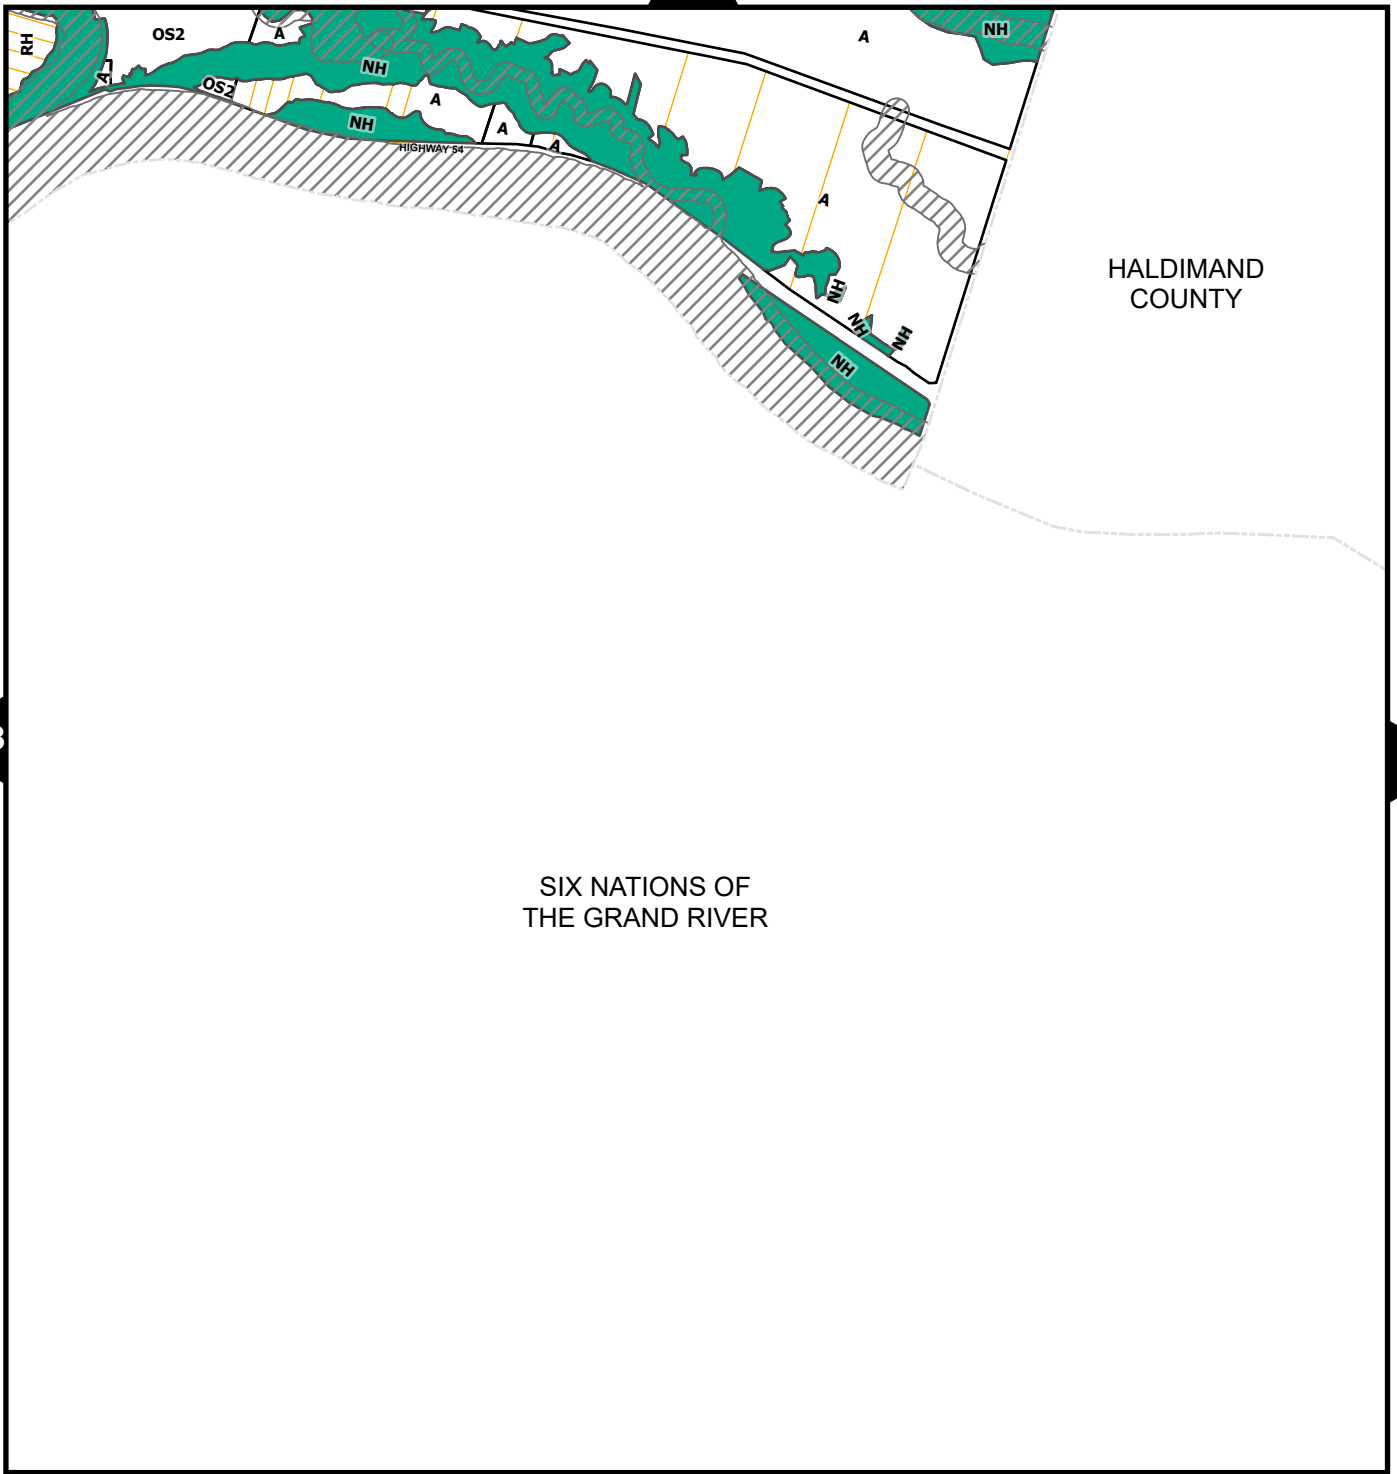 A
NH
OS2
A
RH
NH
A
OS2
A
NH
A
A
HIGHWAY 54
A
HALDIMAND
COUNTY
NH
NH
NH
NH
SIX NATIONS OF
THE GRAND RIVER